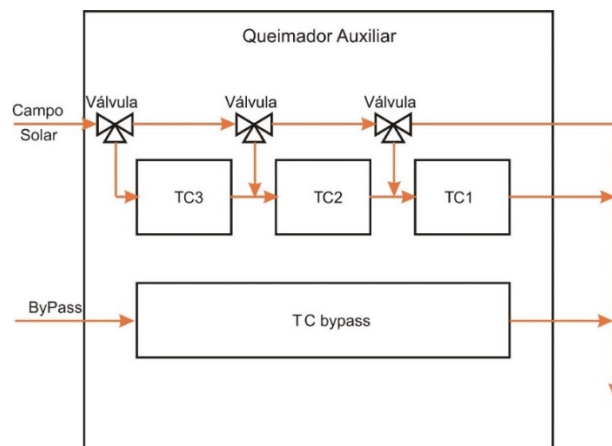 Queimador Auxiliar
Válvula
Válvula
Válvula
Campo
Solar
TC3
TC2
TC1
ByPass
TC bypass